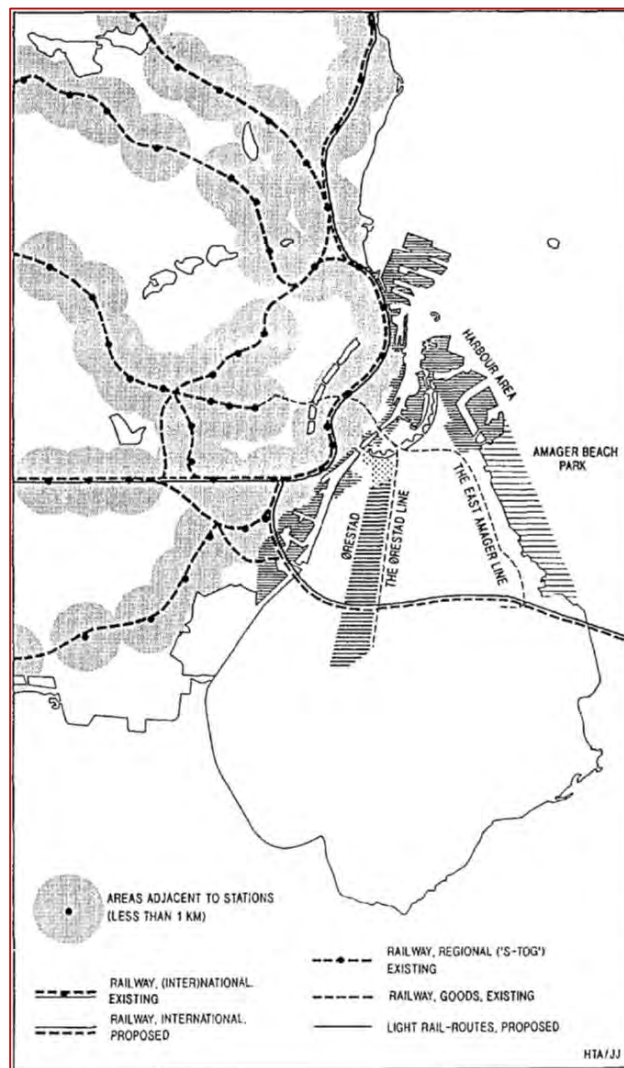 HARBOUR AREA
AMAGER BEACH
PARK
ØRESTAD
THE ØRESTAD LINE
THE EAST AMAGER LINE
AREAS ADJACENT TO STATIONS
(LESS THAN 1 KM)
RAILWAY, (INTER)NATIONAL.
EXISTING
RAILWAY, INTERNATIONAL,
PROPOSED
RAILWAY, REGIONAL ('S-TOG')
EXISTING
RAILWAY, GOODS, EXISTING
LIGHT RAIL-ROUTES, PROPOSED
HTA/JJ